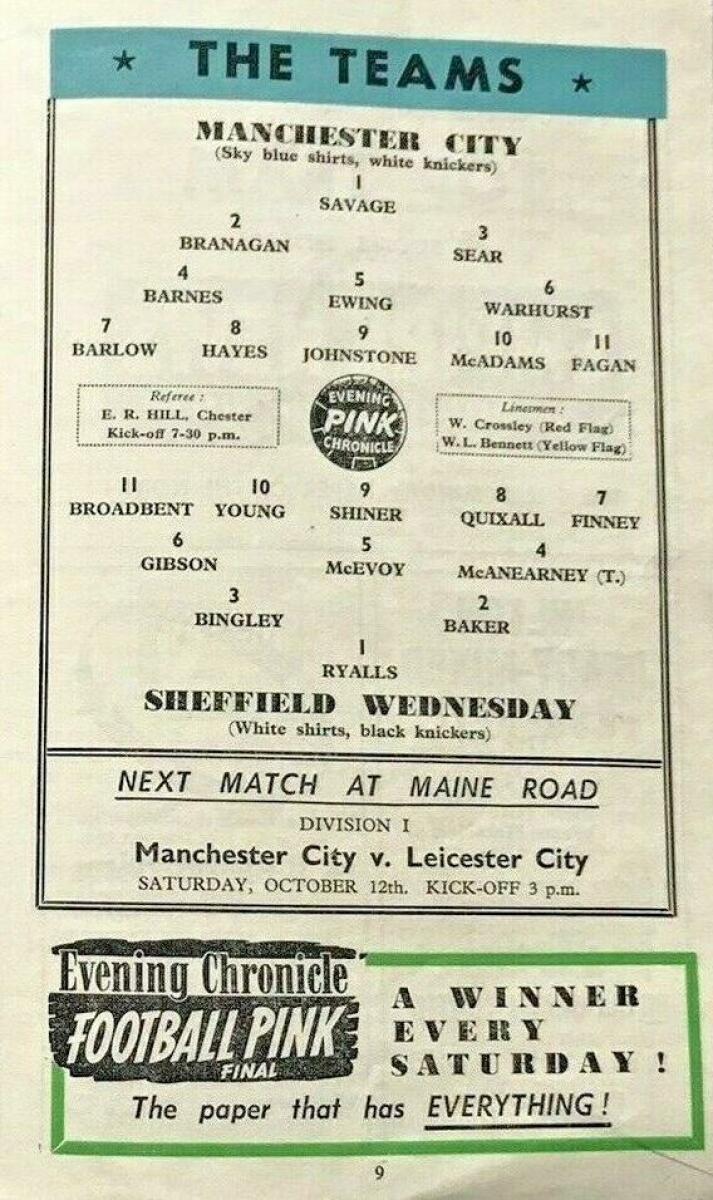 ★ THE TEAMS ★
MANCHESTER CITY
(Sky blue shirts, white knickers)
1
SAVAGE
2 3
BRANAGAN SEAR
4 5 6
BARNES EWING WARHURST
7 8 9 10 11
BARLOW HAYES JOHNSTONE McADAMS FAGAN
Referee :
E. R. HILL, Chester
Kick-off 7-30 p.m.
EVENING
PINK
CHRONICLE
Linesmen :
W. Crossley (Red Flag)
W. L. Bennett (Yellow Flag)
11 10 9 8 7
BROADBENT YOUNG SHINER QUIXALL FINNEY
6 5 4
GIBSON McEVOY McANEARNEY (T.)
3 2
BINGLEY BAKER
1
RYALLS
SHEFFIELD WEDNESDAY
(White shirts, black knickers)
NEXT MATCH AT MAINE ROAD
DIVISION I
Manchester City v. Leicester City
SATURDAY, OCTOBER 12th. KICK-OFF 3 p.m.
Evening Chronicle
FOOTBALL PINK
FINAL
A WINNER
EVERY
SATURDAY !
The paper that has EVERYTHING !
9